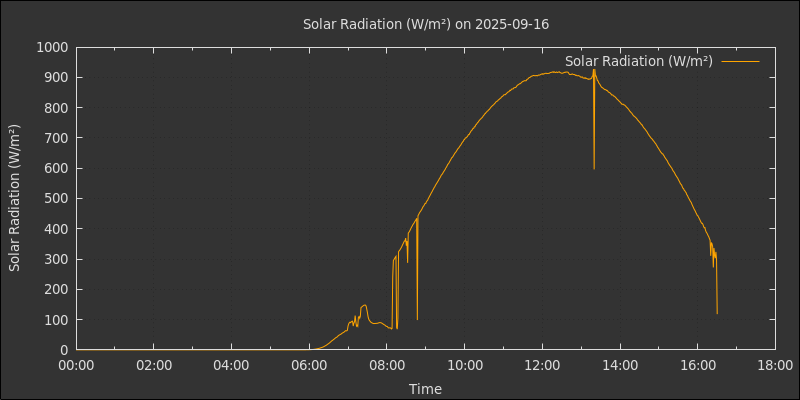 Solar Radiation (W/m²) on 2025-09-16
Solar Radiation (W/m²)
1000
900
800
700
600
500
400
300
200
100
0
Solar Radiation (W/m²)
00:00 02:00 04:00 06:00 08:00 10:00 12:00 14:00 16:00 18:00
Time